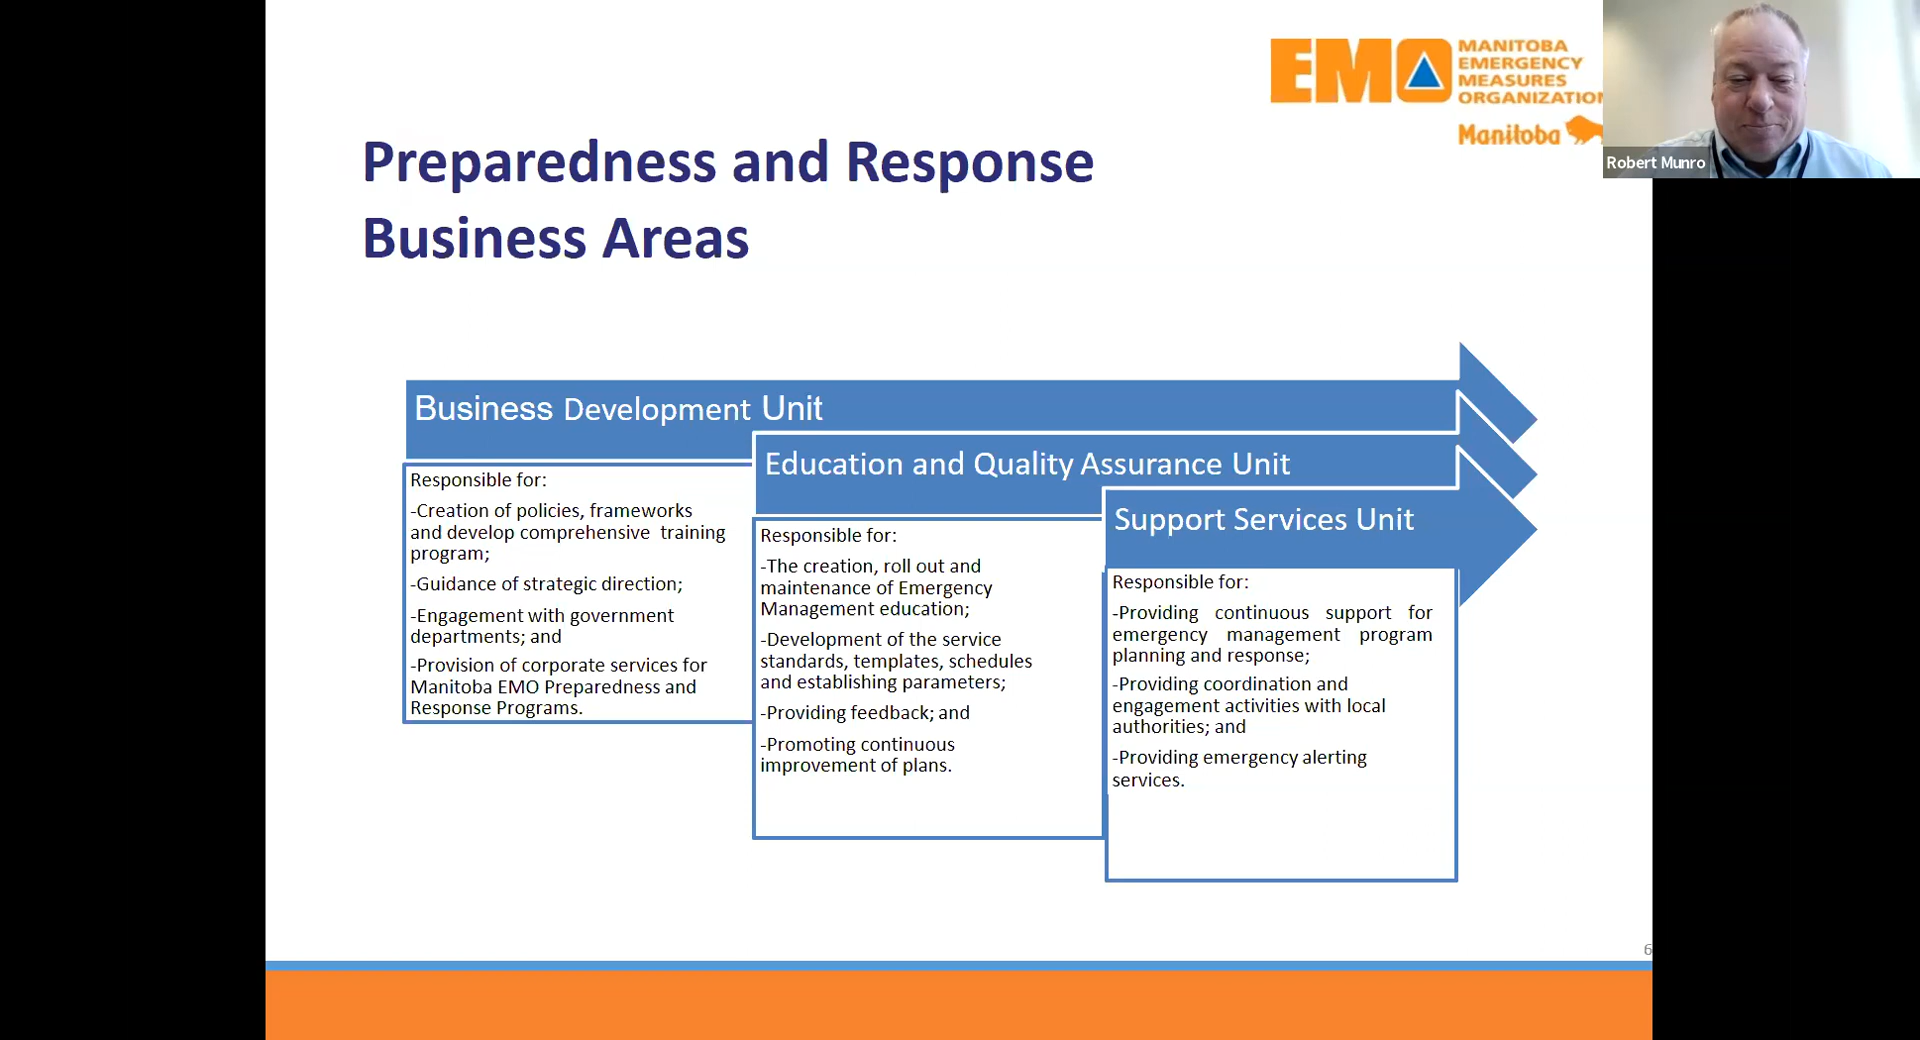 EMO
MANITOBA
EMERGENCY
MEASURES
ORGANIZATION
Manitoba
Robert Munro
Preparedness and Response
Business Areas
Business Development Unit
Responsible for:
-Creation of policies, frameworks
and develop comprehensive training
program;
-Guidance of strategic direction;
-Engagement with government
departments; and
-Provision of corporate services for
Manitoba EMO Preparedness and
Response Programs.
Education and Quality Assurance Unit
Responsible for:
-The creation, roll out and
maintenance of Emergency
Management education;
-Development of the service
standards, templates, schedules
and establishing parameters;
-Providing feedback; and
-Promoting continuous
improvement of plans.
Support Services Unit
Responsible for:
-Providing continuous support for
emergency management program
planning and response;
-Providing coordination and
engagement activities with local
authorities; and
-Providing emergency alerting
services.
6